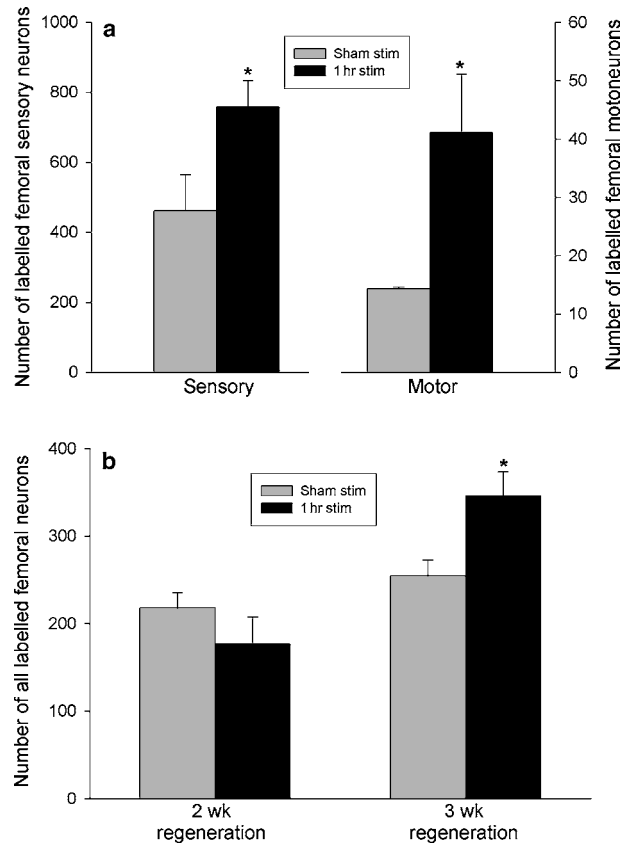 a
Sham stim
1 hr stim
Number of labelled femoral sensory neurons
1000
800
600
400
200
0
*
*
Sensory
Motor
60
50
40
30
20
10
0
Number of labelled femoral motoneurons
b
Sham stim
1 hr stim
Number of all labelled femoral neurons
400
300
200
100
0
*
2 wk
regeneration
3 wk
regeneration